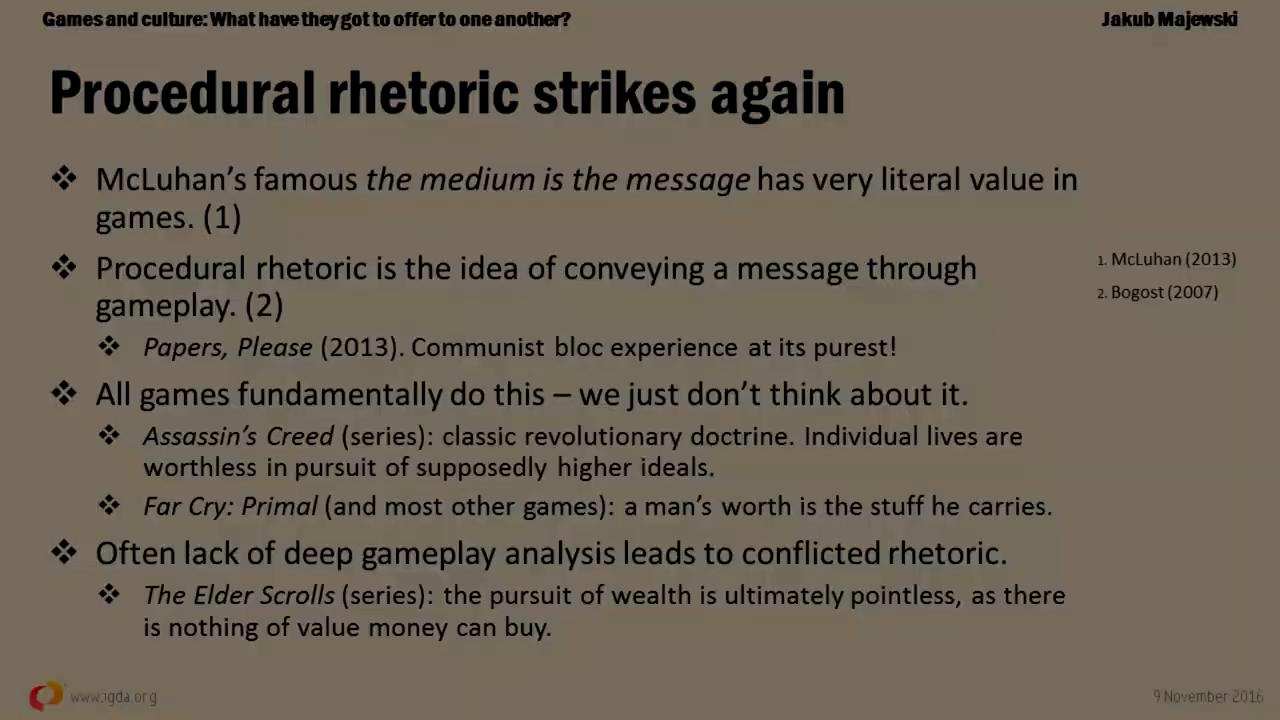 Games and culture: What have they got to offer to one another?
Jakub Majewski
Procedural rhetoric strikes again
❖ McLuhan’s famous the medium is the message has very literal value in
games. (1)
❖ Procedural rhetoric is the idea of conveying a message through
gameplay. (2)
❖ Papers, Please (2013). Communist bloc experience at its purest!
❖ All games fundamentally do this – we just don’t think about it.
❖ Assassin’s Creed (series): classic revolutionary doctrine. Individual lives are
worthless in pursuit of supposedly higher ideals.
❖ Far Cry: Primal (and most other games): a man’s worth is the stuff he carries.
❖ Often lack of deep gameplay analysis leads to conflicted rhetoric.
❖ The Elder Scrolls (series): the pursuit of wealth is ultimately pointless, as there
is nothing of value money can buy.
1. McLuhan (2013)
2. Bogost (2007)
www.igda.org
9 November 2016